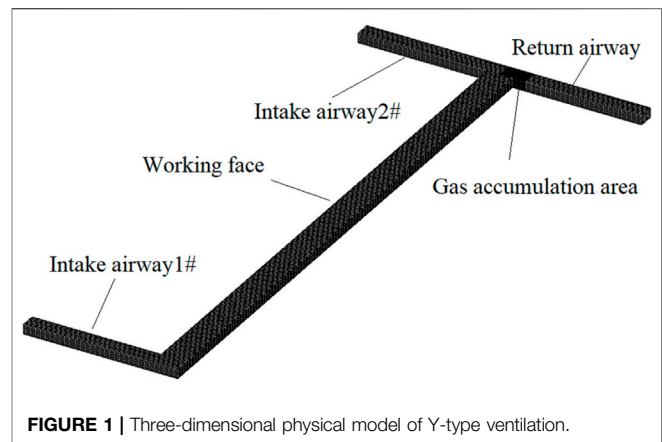 Return airway
Intake airway2#
Working face
Gas accumulation area
Intake airway1#
FIGURE 1 | Three-dimensional physical model of Y-type ventilation.